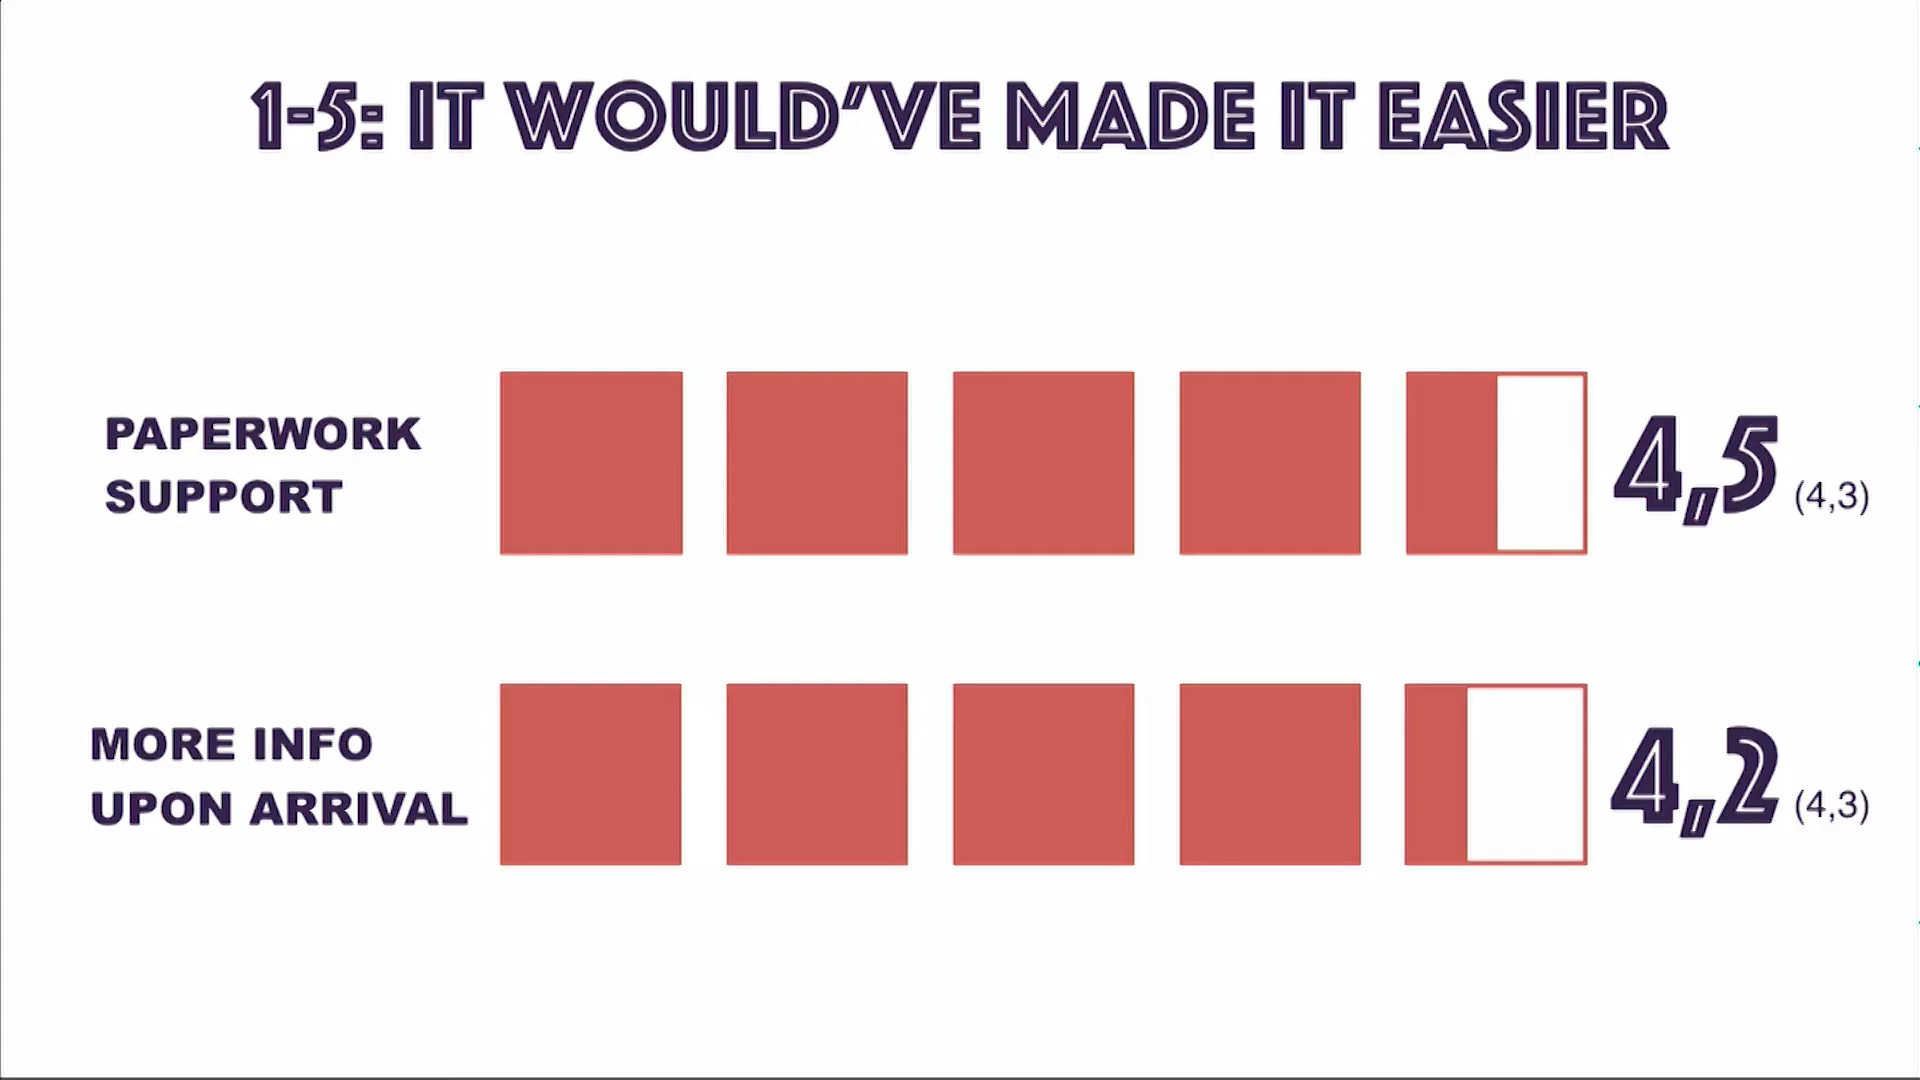 1-5: IT WOULD'VE MADE IT EASIER
PAPERWORK
SUPPORT
4,5 (4,3)
MORE INFO
UPON ARRIVAL
4,2 (4,3)